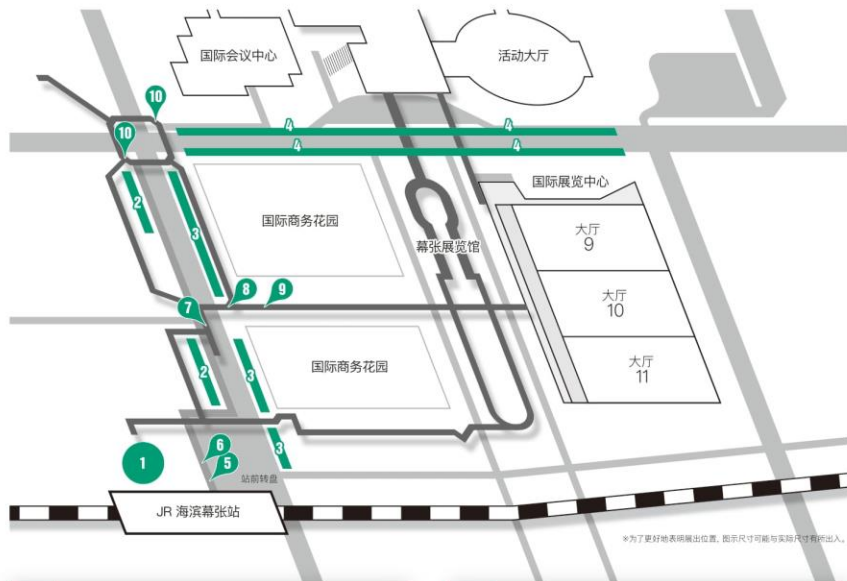 国际会议中心
活动大厅
10
4
4
10
4
4
国际展览中心
2
3
国际商务花园
大厅
9
幕张展览馆
7
8
9
大厅
10
2
3
国际商务花园
大厅
11
1
6
5
3
站前转盘
JR 海滨幕张站
※为了更好地表明展出位置, 图示尺寸可能与实际尺寸有所出入。